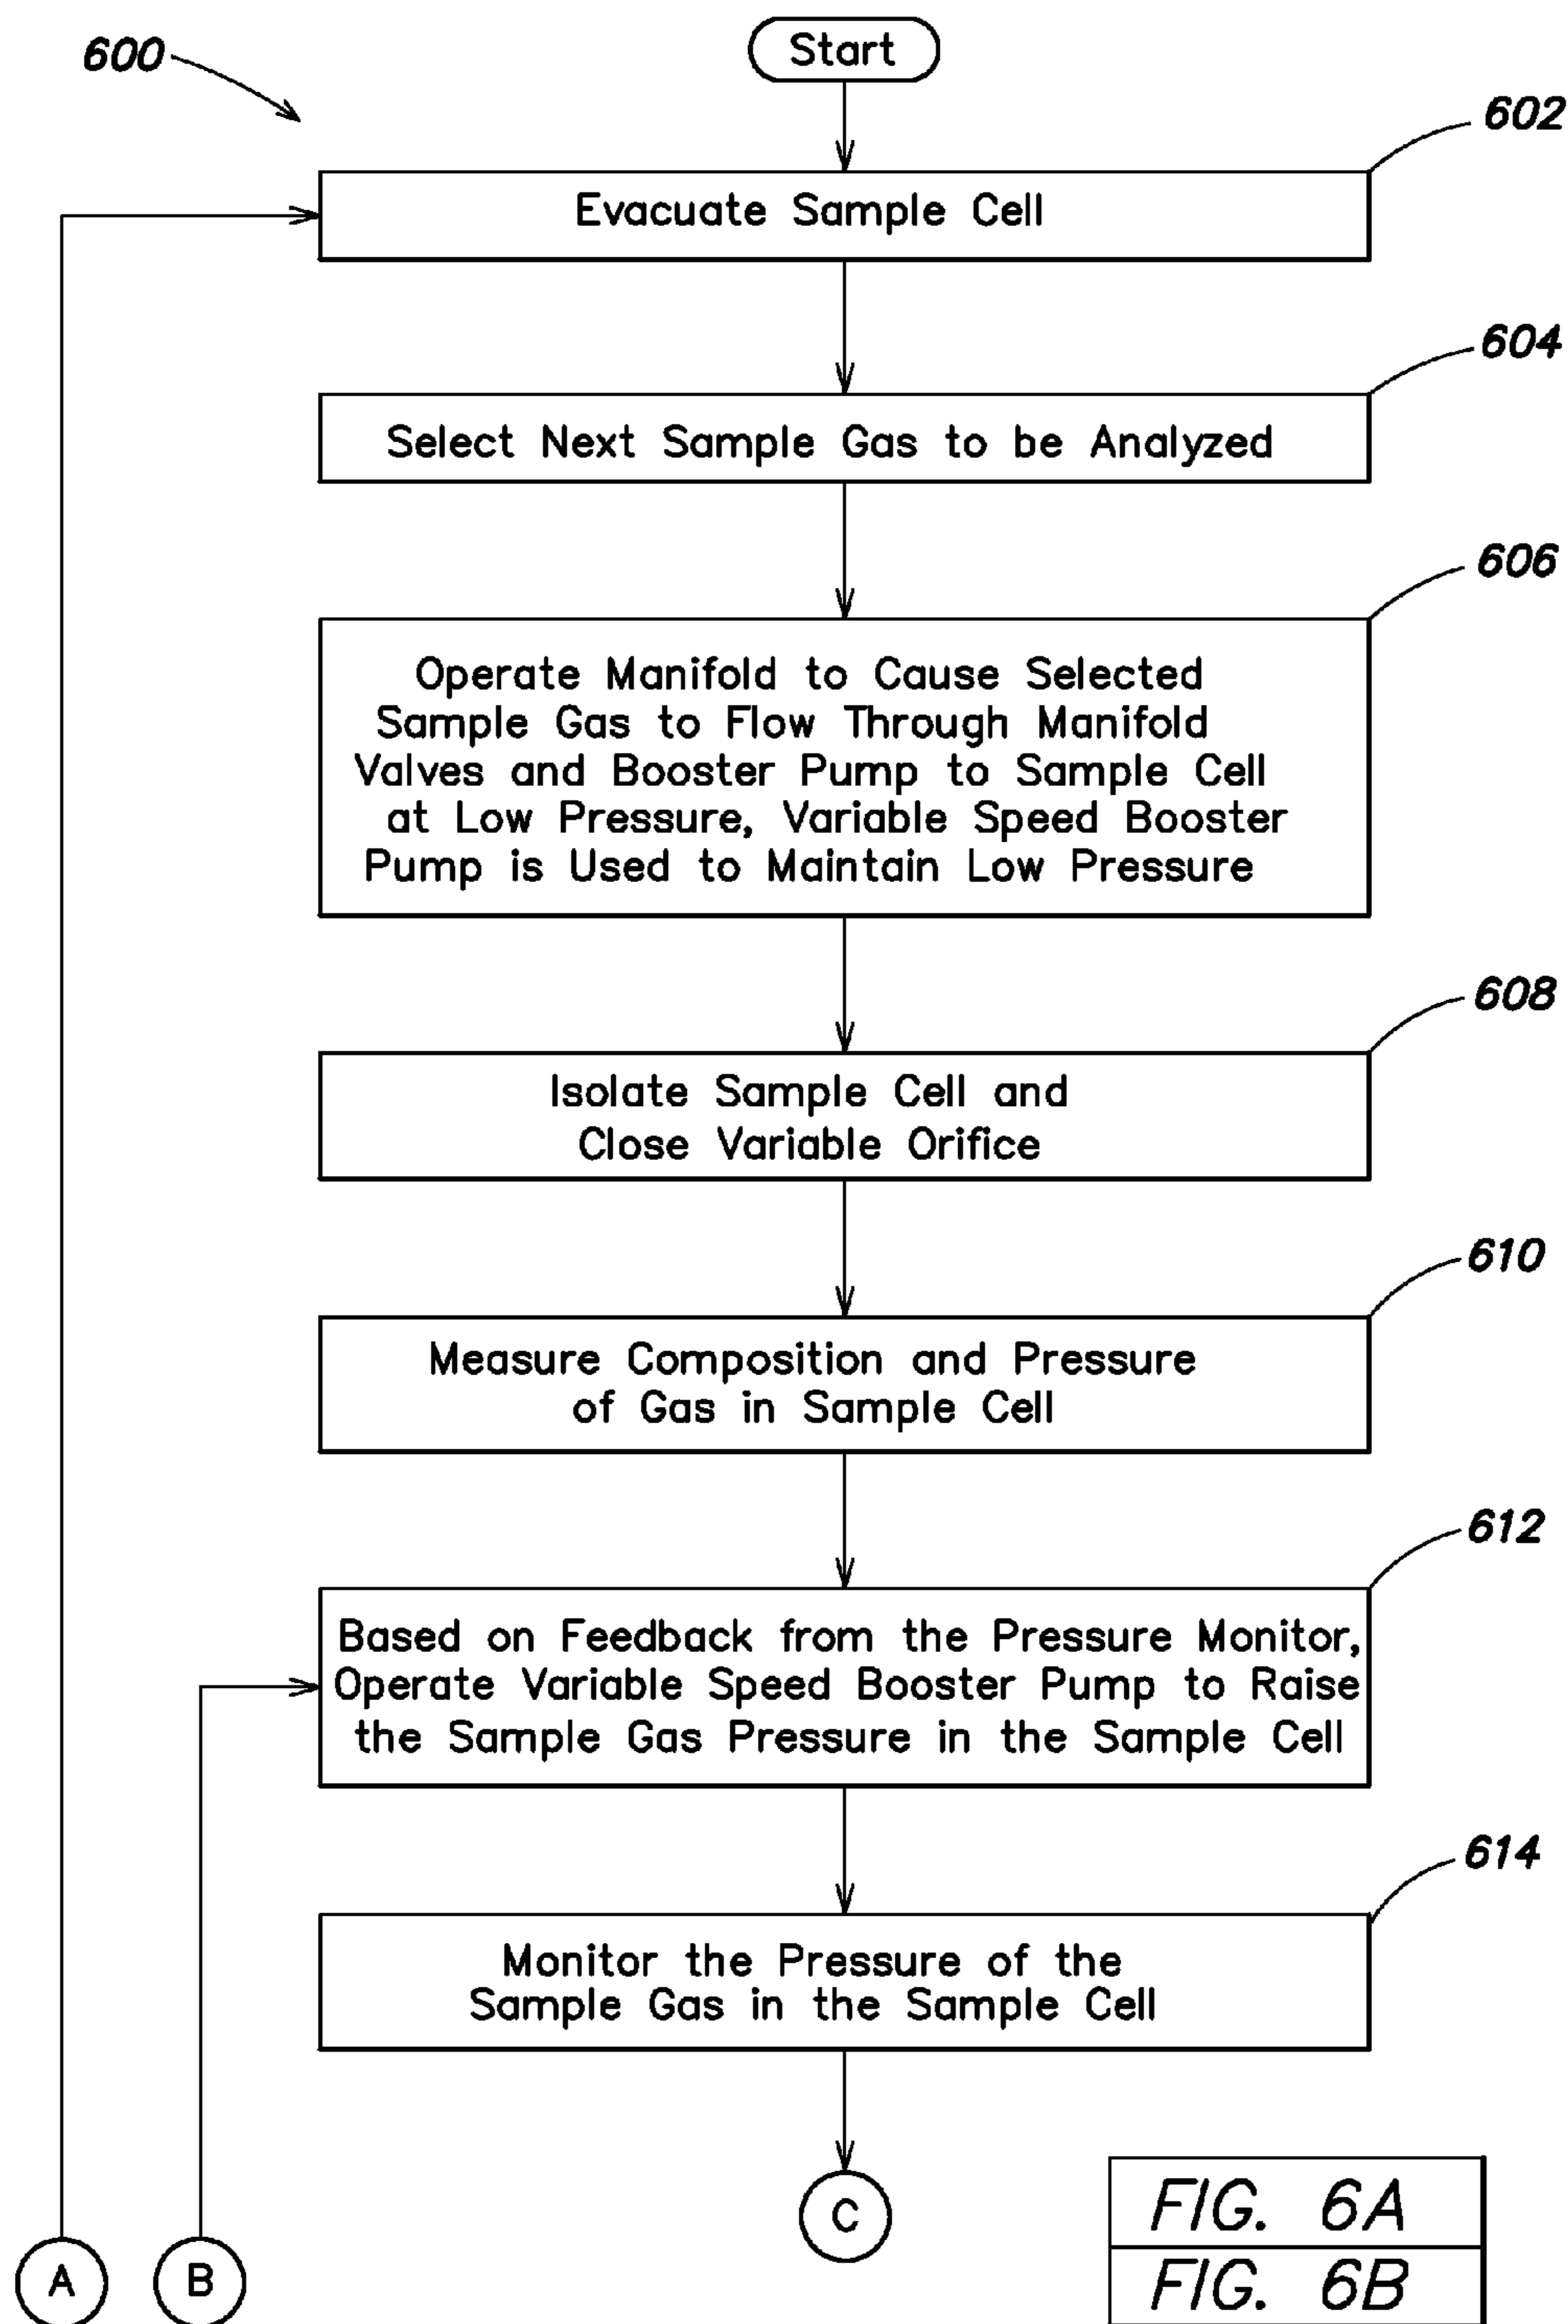 600
Start
602
Evacuate Sample Cell
604
Select Next Sample Gas to be Analyzed
606
Operate Manifold to Cause Selected
Sample Gas to Flow Through Manifold
Valves and Booster Pump to Sample Cell
at Low Pressure, Variable Speed Booster
Pump is Used to Maintain Low Pressure
608
Isolate Sample Cell and
Close Variable Orifice
610
Measure Composition and Pressure
of Gas in Sample Cell
612
Based on Feedback from the Pressure Monitor,
Operate Variable Speed Booster Pump to Raise
the Sample Gas Pressure in the Sample Cell
614
Monitor the Pressure of the
Sample Gas in the Sample Cell
C
A
B
FIG. 6A
FIG. 6B